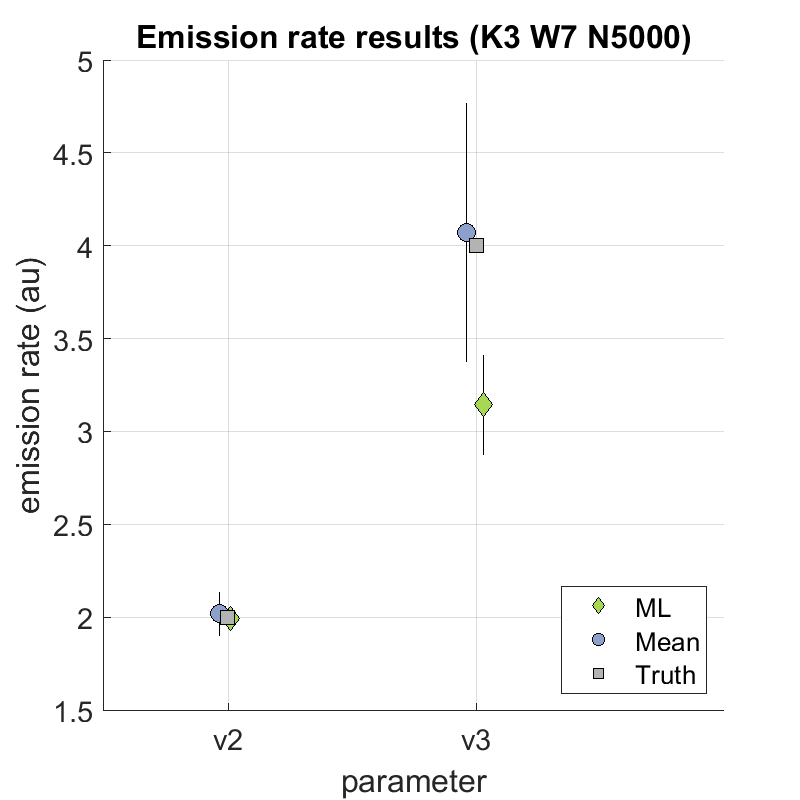 Emission rate results (K3 W7 N5000)
5
4.5
4
3.5
3
2.5
2
1.5
emission rate (au)
ML
Mean
Truth
v2 v3
parameter